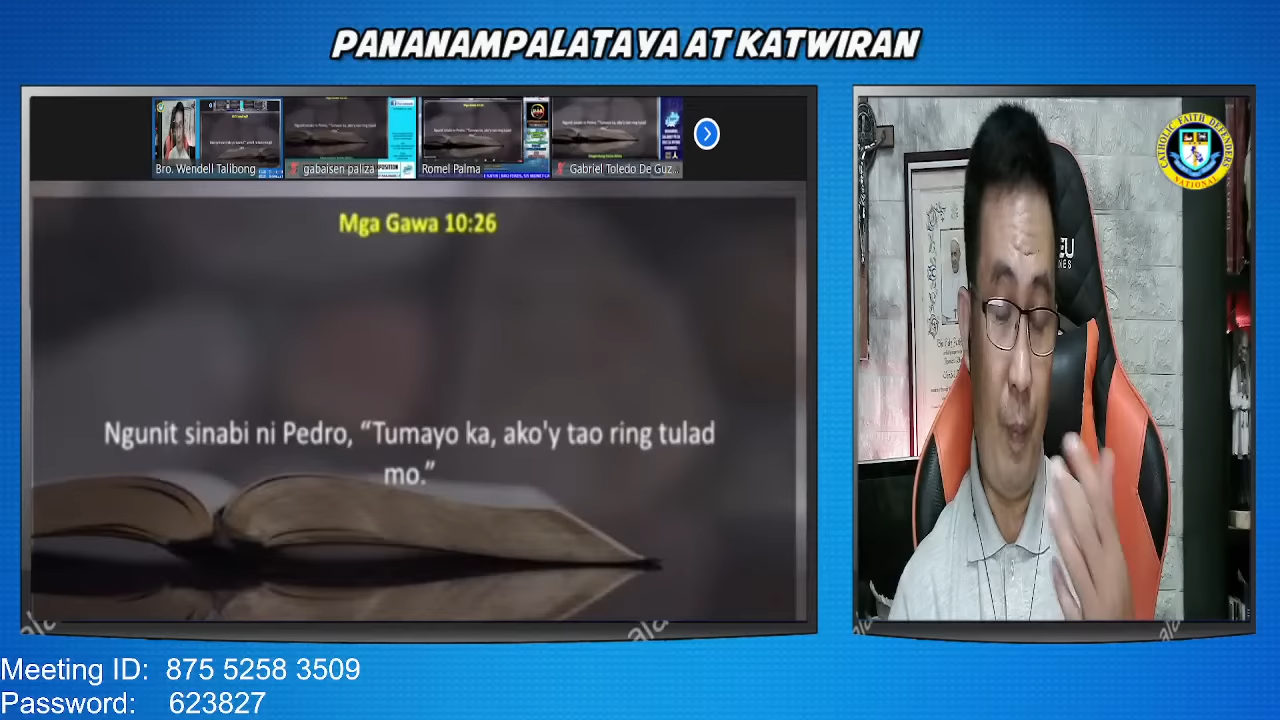 PANANAMPALATAYA AT KATWIRAN
Bro. Wendell Talibong
gabaisen paliza
Romel Palma
Gabriel Toledo De Guz...
Mga Gawa 10:26
Ngunit sinabi ni Pedro, “Tumayo ka, ako'y tao ring tulad
mo.”
CATHOLIC FAITH DEFENDERS
NATIONAL
Meeting ID: 875 5258 3509
Password: 623827